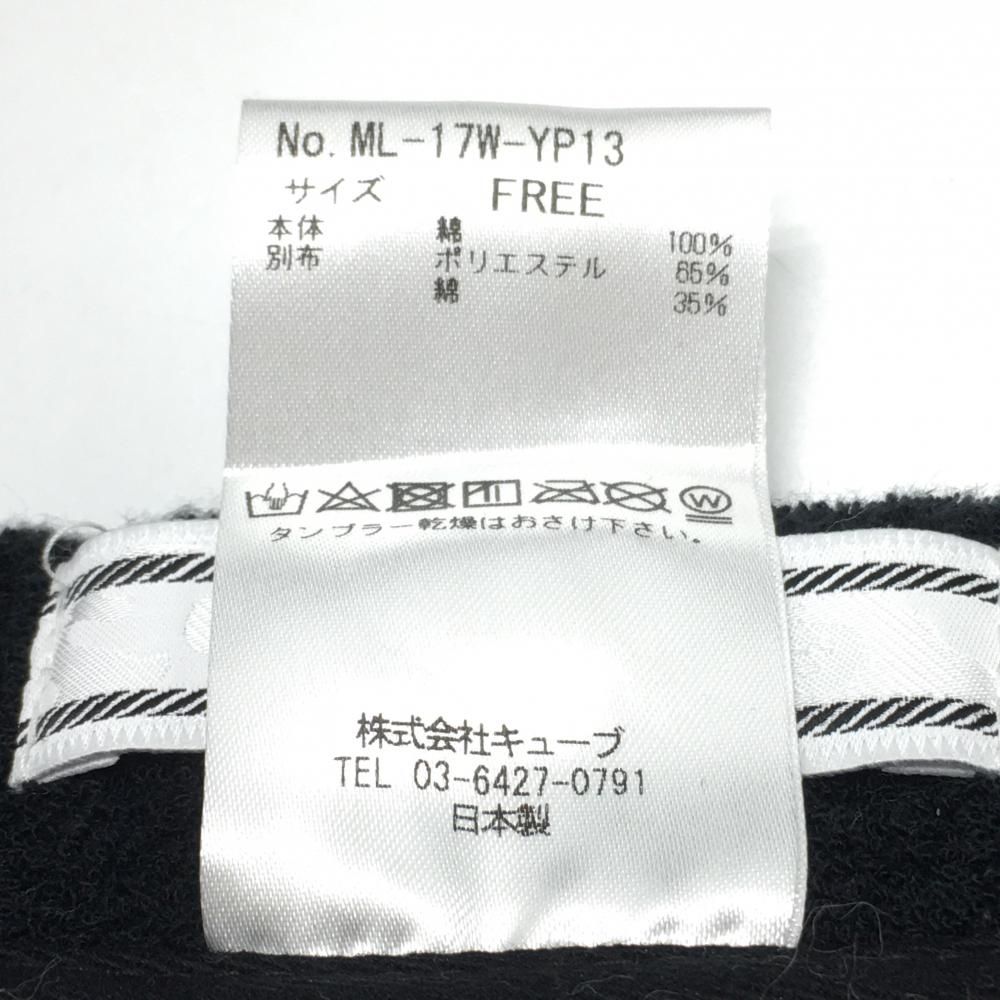 No. ML-17W-YP13
サイズ FREE
本体 綿 100%
別布 ポリエステル 65%
綿 35%
W
タンブラー乾燥はおさけ下さい。
株式会社キューブ
TEL 03-6427-0791
日本製